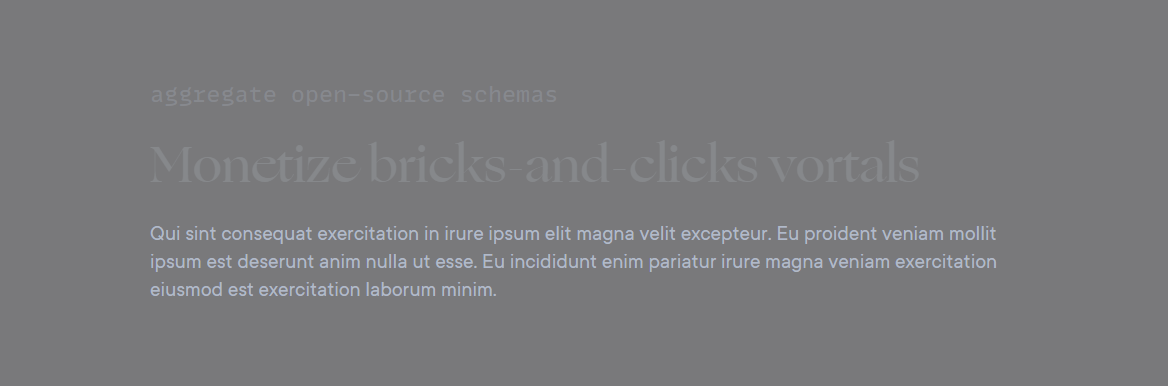 aggregate open-source schemas
Monetize bricks-and-clicks vortals
Qui sint consequat exercitation in irure ipsum elit magna velit excepteur. Eu proident veniam mollit
ipsum est deserunt anim nulla ut esse. Eu incididunt enim pariatur irure magna veniam exercitation
eiusmod est exercitation laborum minim.